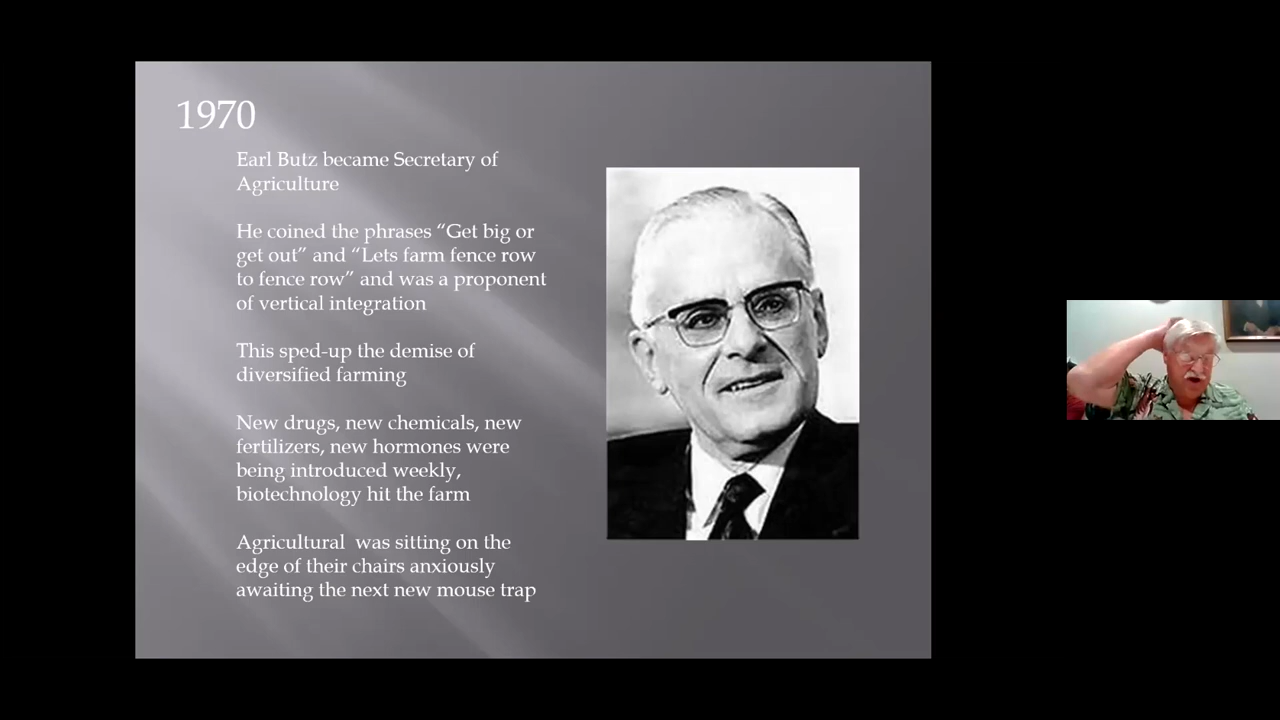 1970
Earl Butz became Secretary of
Agriculture
He coined the phrases “Get big or
get out” and “Lets farm fence row
to fence row” and was a proponent
of vertical integration
This sped-up the demise of
diversified farming
New drugs, new chemicals, new
fertilizers, new hormones were
being introduced weekly,
biotechnology hit the farm
Agricultural  was sitting on the
edge of their chairs anxiously
awaiting the next new mouse trap